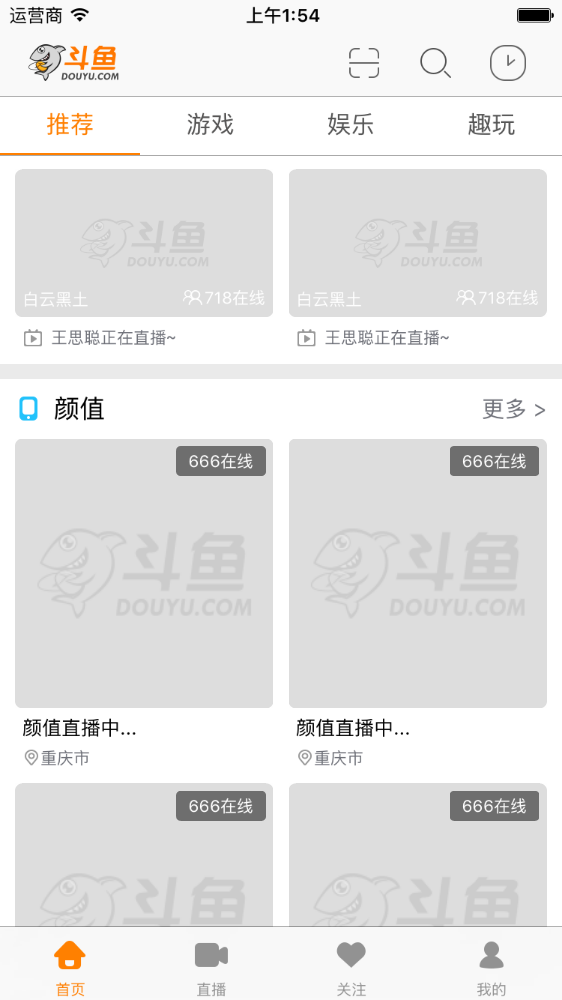 运营商 上午1:54
斗鱼
DOUYU.COM
推荐 游戏 娱乐 趣玩
斗鱼 斗鱼
DOUYU.COM DOUYU.COM
白云黑土 718在线 白云黑土 718在线
王思聪正在直播~ 王思聪正在直播~
颜值 更多 >
666在线 666在线
斗鱼 斗鱼
DOUYU.COM DOUYU.COM
颜值直播中... 颜值直播中...
重庆市 重庆市
666在线 666在线
斗鱼 斗鱼
首页 直播 关注 我的